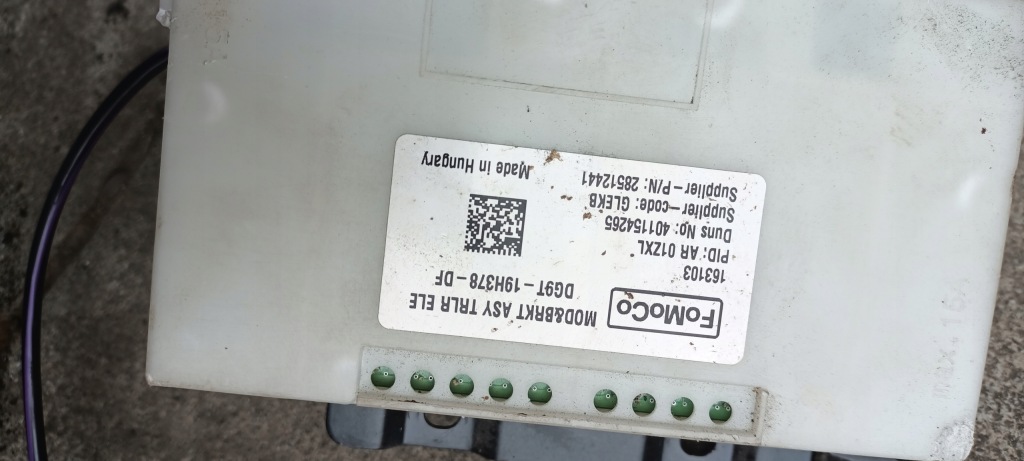 FoMoCo
MOD&BRKT ASY TRLR ELE
DG9T-19H378-DF
163103
PID: AR 01ZXL
Duns No: 401154265
Supplier-code: GLEKB
Supplier-P/N: 28512441
Made in Hungary